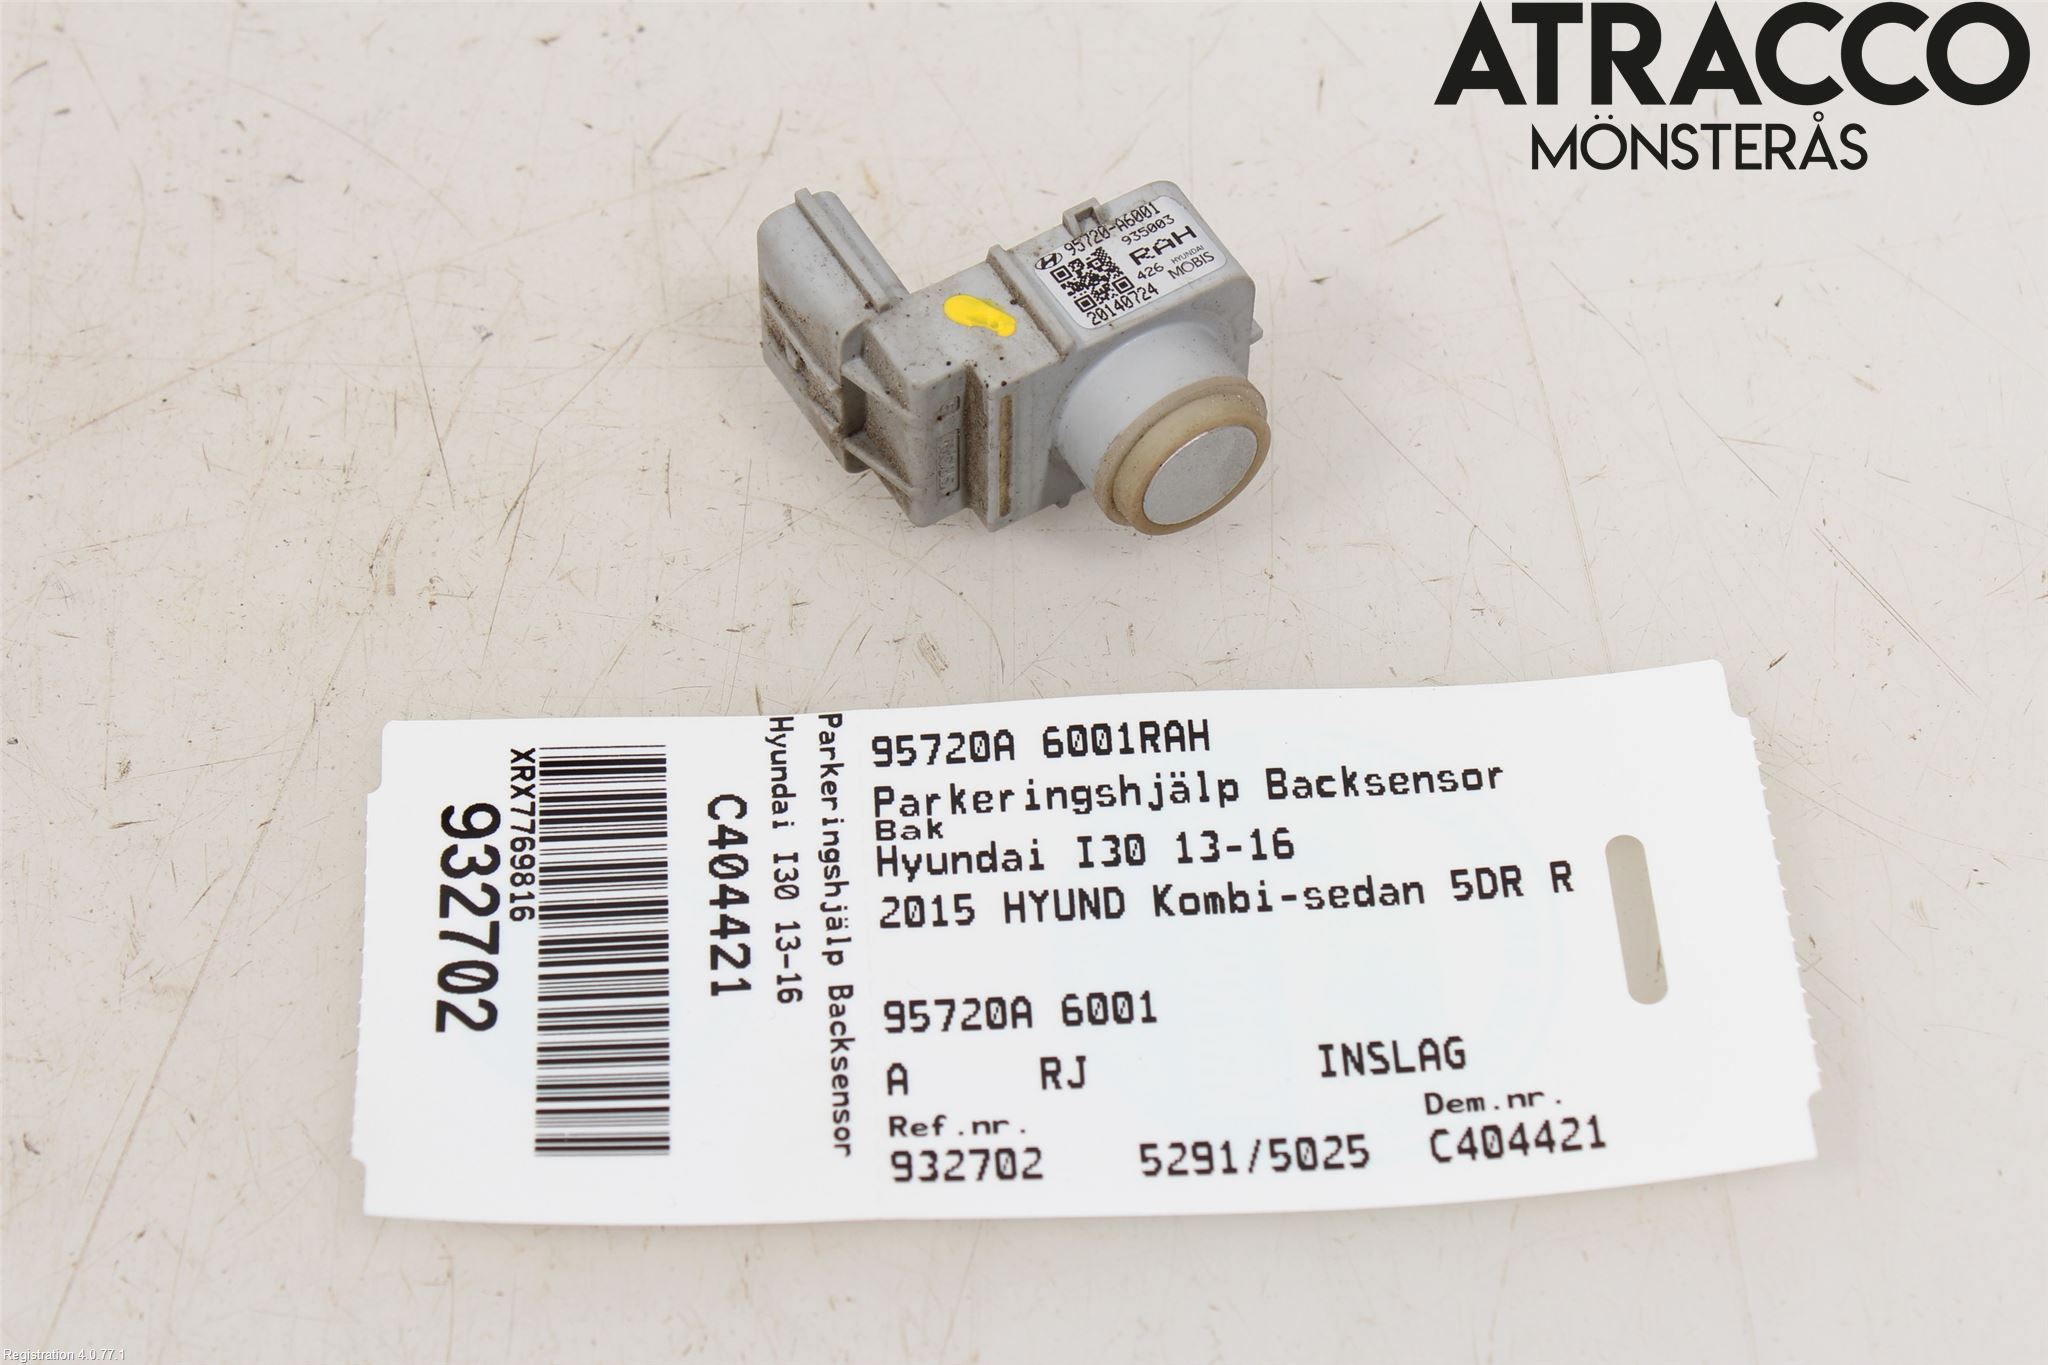 ATRACCO
MÖNSTERÅS
95720-A6001
935003
RAH
426 HYUNDAI
MOBIS
20140724
95720A 6001RAH
Parkeringshjälp Backsensor
Bak
Hyundai I30 13-16
2015 HYUND Kombi-sedan 5DR R
95720A 6001
A RJ INSLAG
Ref.nr. Dem.nr.
932702 5291/5025 C404421
Parkeringshjälp Backsensor
Hyundai I30 13-16
C404421
XRX7769816
932702
Registration 4.0.77.1